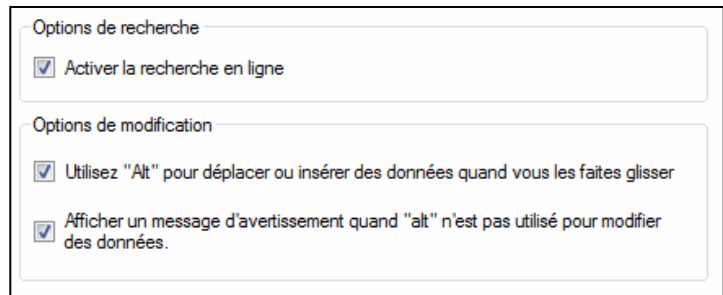 Options de recherche
Activer la recherche en ligne
Options de modification
Utilisez "Alt" pour déplacer ou insérer des données quand vous les faites glisser
Afficher un message d'avertissement quand "alt" n'est pas utilisé pour modifier
des données.